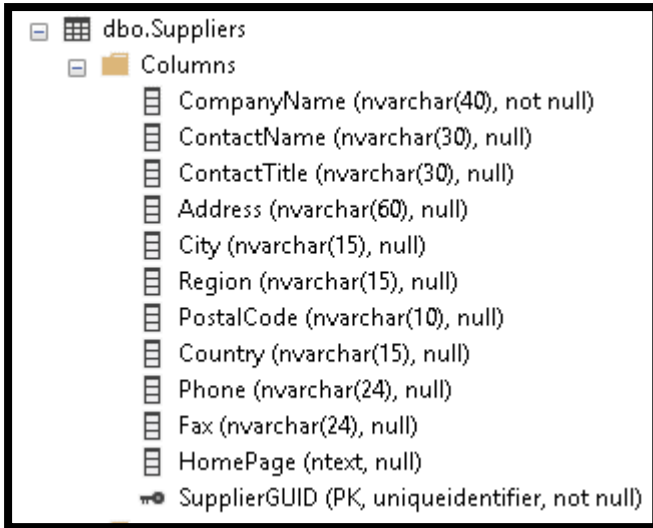 dbo.Suppliers
Columns
CompanyName (nvarchar(40), not null)
ContactName (nvarchar(30), null)
ContactTitle (nvarchar(30), null)
Address (nvarchar(60), null)
City (nvarchar(15), null)
Region (nvarchar(15), null)
PostalCode (nvarchar(10), null)
Country (nvarchar(15), null)
Phone (nvarchar(24), null)
Fax (nvarchar(24), null)
HomePage (ntext, null)
SupplierGUID (PK, uniqueidentifier, not null)